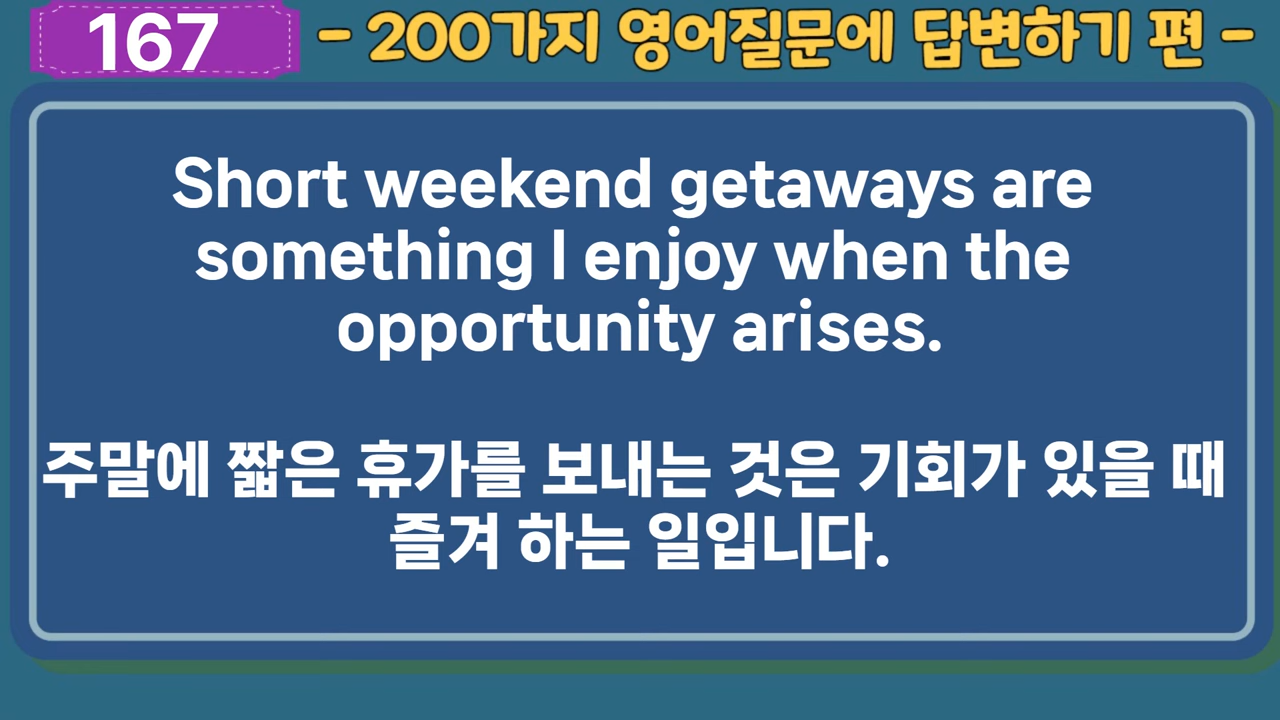 167
- 200가지 영어질문에 답변하기 편 -
Short weekend getaways are
something I enjoy when the
opportunity arises.
주말에 짧은 휴가를 보내는 것은 기회가 있을 때
즐겨 하는 일입니다.